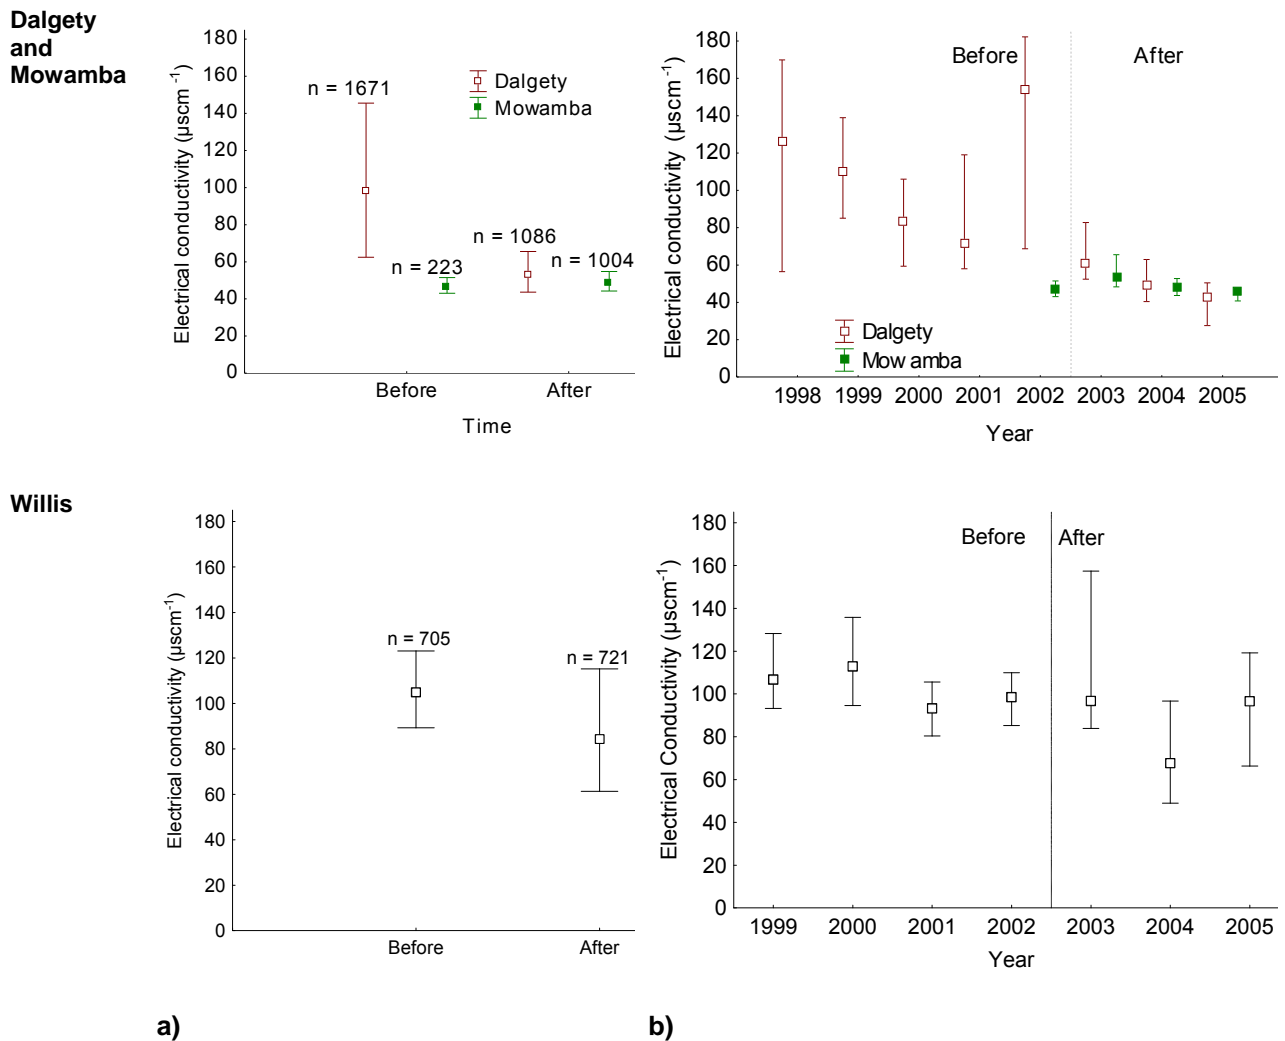 Dalgety
and
Mowamba
Electrical conductivity (µscm⁻¹)
180
160
140
120
100
80
60
40
20
0
n = 1671
n = 223
n = 1086
n = 1004
Dalgety
Mowamba
Before After
Time
Electrical conductivity (µscm⁻¹)
180
160
140
120
100
80
60
40
20
0
Before After
Dalgety
Mowamba
1998 1999 2000 2001 2002 2003 2004 2005
Year
Willis
Electrical conductivity (µscm⁻¹)
180
160
140
120
100
80
60
40
20
0
n = 705
n = 721
Before After
Electrical Conductivity (µscm⁻¹)
180
160
140
120
100
80
60
40
20
0
Before After
1999 2000 2001 2002 2003 2004 2005
Year
a) b)